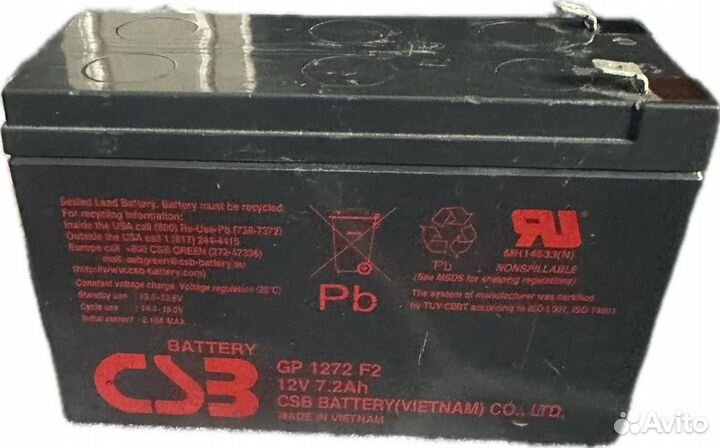 Sealed Lead Battery. Battery must be recycled.
For recycling information:
Inside the USA call (800) Re-Use-Pb (738-7372)
Outside the USA call 1 (817) 244-4415
Europe call +800 CSB GREEN (272-47336)
csbgreen@csb-battery.eu
(http://www.csb-battery.com)
Constant voltage charge. Voltage regulation (25°C)
Standby use : 13.5-13.8V
Cycle use : 14.4-15.0V
Initial current : 2.16A MAX.
Pb
Pb
MH14533(N)
NONSPILLABLE
(See MSDS for shipping regulations)
The system of manufacture was certified
by TUV-CERT according to ISO 9001, ISO 14001
BATTERY
CSB
GP 1272 F2
12V 7.2Ah
CSB BATTERY(VIETNAM) CO., LTD.
MADE IN VIETNAM
Avito